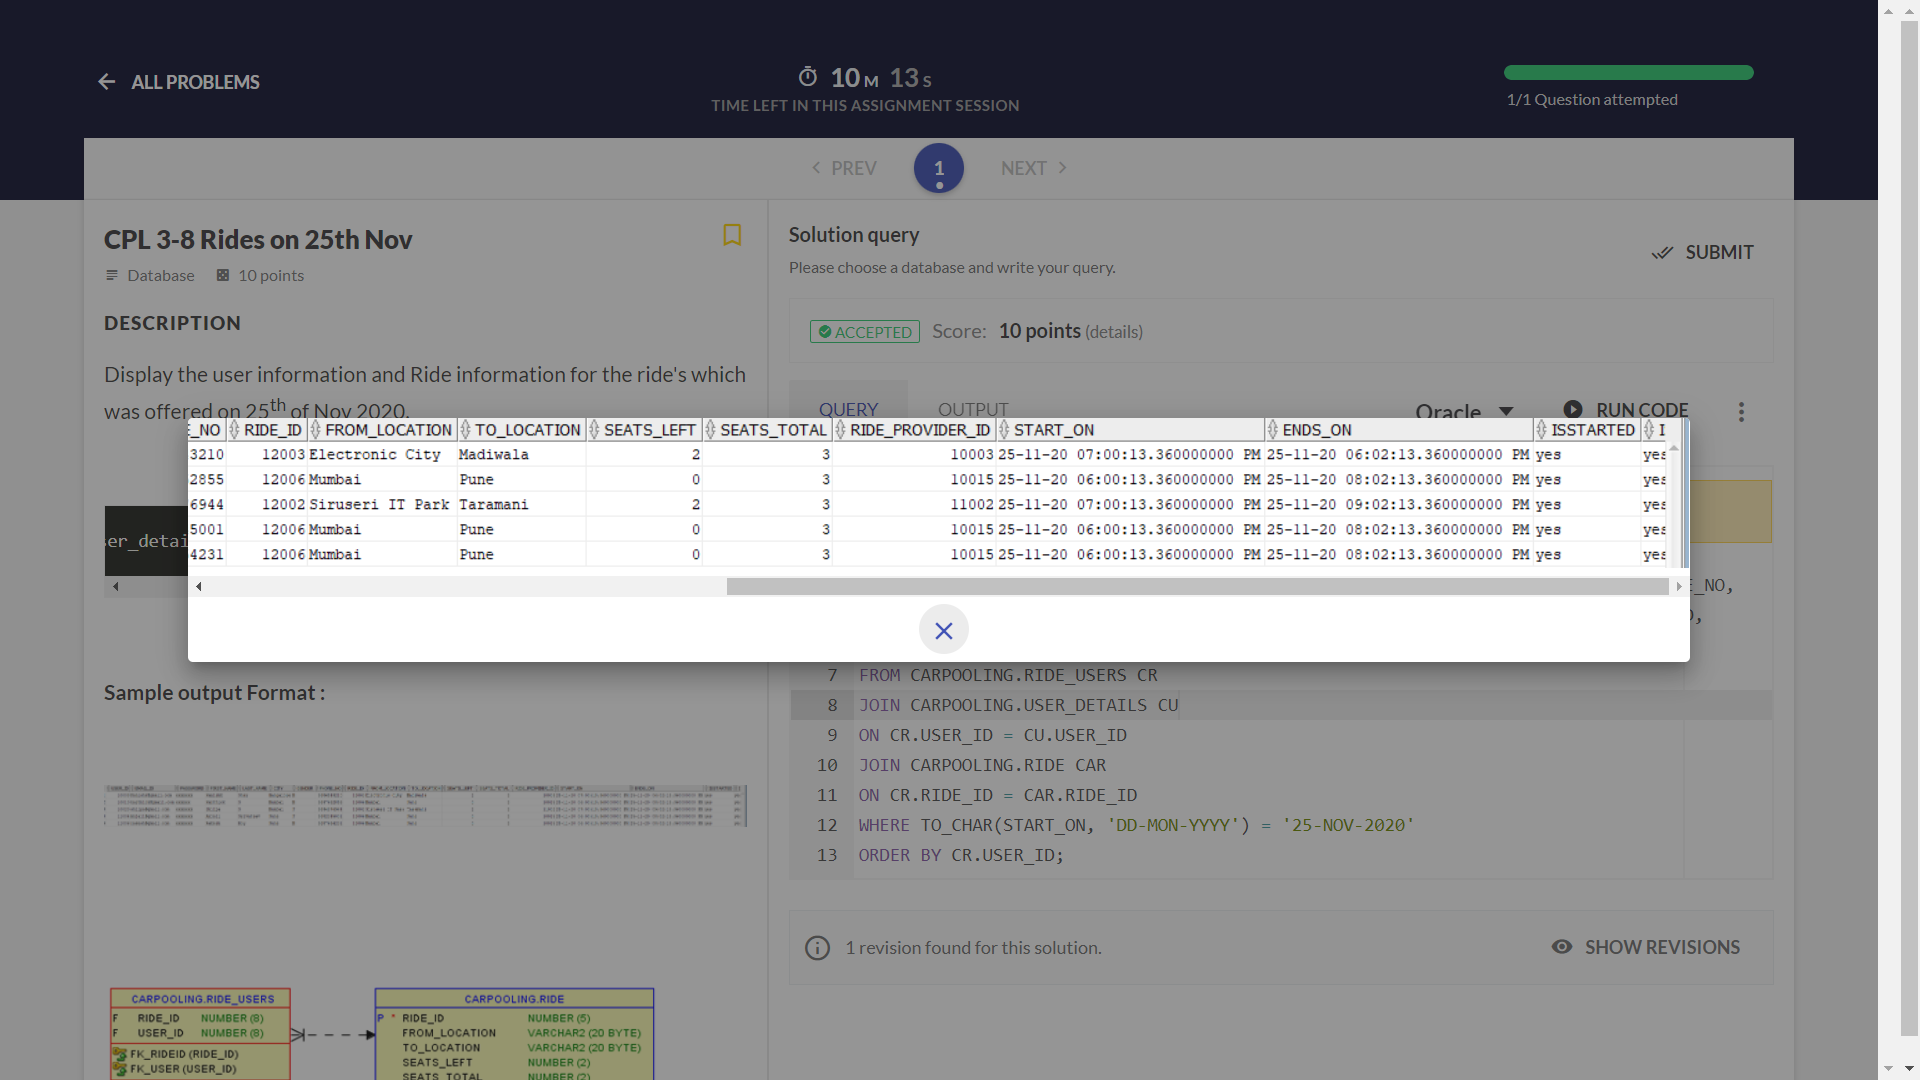 ALL PROBLEMS
10 M 13 S
TIME LEFT IN THIS ASSIGNMENT SESSION
1/1 Question attempted
PREV
1
NEXT
CPL 3-8 Rides on 25th Nov
Database 10 points
DESCRIPTION
Display the user information and Ride information for the ride's which
was offered on 25th of Nov 2020.
er_detai
Sample output Format :
CARPOOLING.RIDE_USERS
F RIDE_ID NUMBER (8)
F USER_ID NUMBER (8)
FK_RIDEID (RIDE_ID)
FK_USER (USER_ID)
CARPOOLING.RIDE
P * RIDE_ID NUMBER (5)
FROM_LOCATION VARCHAR2 (20 BYTE)
TO_LOCATION VARCHAR2 (20 BYTE)
SEATS_LEFT NUMBER (2)
SEATS_TOTAL NUMBER (2)
Solution query
Please choose a database and write your query.
SUBMIT
ACCEPTED Score: 10 points (details)
QUERY OUTPUT
Oracle
RUN CODE
E_NO RIDE_ID FROM_LOCATION TO_LOCATION SEATS_LEFT SEATS_TOTAL RIDE_PROVIDER_ID START_ON ENDS_ON ISSTARTED I
3210 12003 Electronic City Madiwala 2 3 10003 25-11-20 07:00:13.360000000 PM 25-11-20 06:02:13.360000000 PM yes yes
2855 12006 Mumbai Pune 0 3 10015 25-11-20 06:00:13.360000000 PM 25-11-20 08:02:13.360000000 PM yes yes
6944 12002 Siruseri IT Park Taramani 2 3 11002 25-11-20 07:00:13.360000000 PM 25-11-20 09:02:13.360000000 PM yes yes
5001 12006 Mumbai Pune 0 3 10015 25-11-20 06:00:13.360000000 PM 25-11-20 08:02:13.360000000 PM yes yes
4231 12006 Mumbai Pune 0 3 10015 25-11-20 06:00:13.360000000 PM 25-11-20 08:02:13.360000000 PM yes yes
E_NO,
,
7 FROM CARPOOLING.RIDE_USERS CR
8 JOIN CARPOOLING.USER_DETAILS CU
9 ON CR.USER_ID = CU.USER_ID
10 JOIN CARPOOLING.RIDE CAR
11 ON CR.RIDE_ID = CAR.RIDE_ID
12 WHERE TO_CHAR(START_ON, 'DD-MON-YYYY') = '25-NOV-2020'
13 ORDER BY CR.USER_ID;
1 revision found for this solution.
SHOW REVISIONS